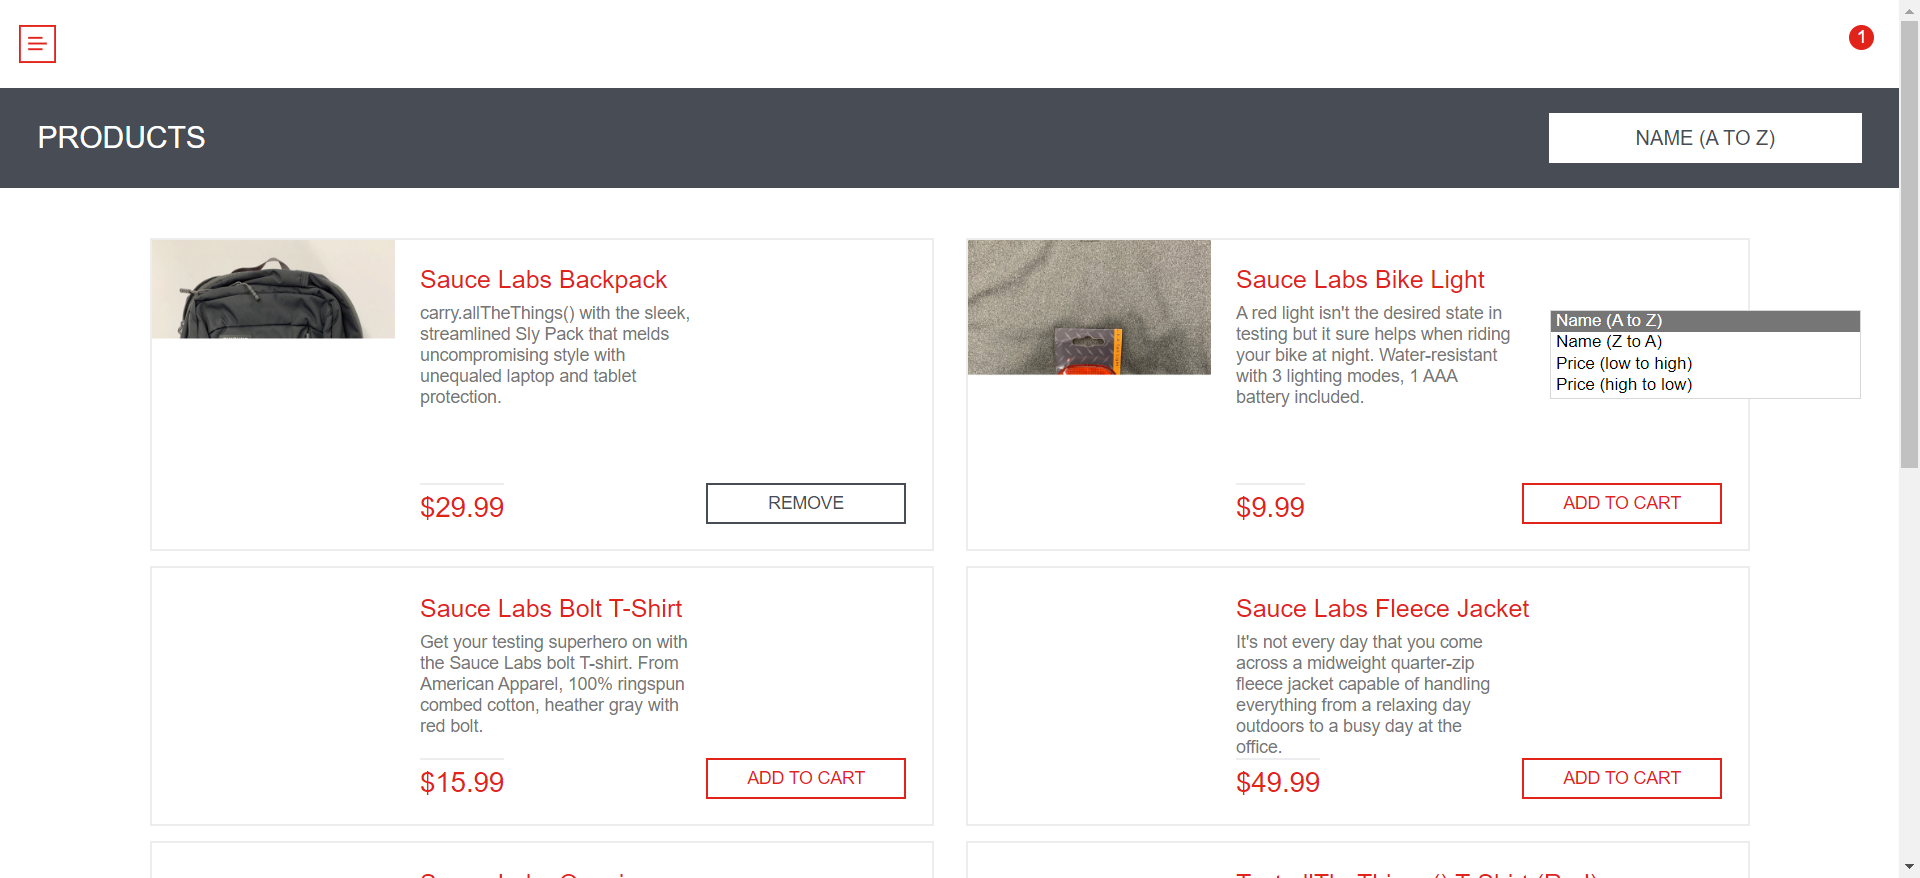 1
PRODUCTS
NAME (A TO Z)
Sauce Labs Backpack
carry.allTheThings() with the sleek,
streamlined Sly Pack that melds
uncompromising style with
unequaled laptop and tablet
protection.
$29.99
REMOVE
Sauce Labs Bike Light
A red light isn't the desired state in
testing but it sure helps when riding
your bike at night. Water-resistant
with 3 lighting modes, 1 AAA
battery included.
$9.99
ADD TO CART
Name (A to Z)
Name (Z to A)
Price (low to high)
Price (high to low)
Sauce Labs Bolt T-Shirt
Get your testing superhero on with
the Sauce Labs bolt T-shirt. From
American Apparel, 100% ringspun
combed cotton, heather gray with
red bolt.
$15.99
ADD TO CART
Sauce Labs Fleece Jacket
It's not every day that you come
across a midweight quarter-zip
fleece jacket capable of handling
everything from a relaxing day
outdoors to a busy day at the
office.
$49.99
ADD TO CART